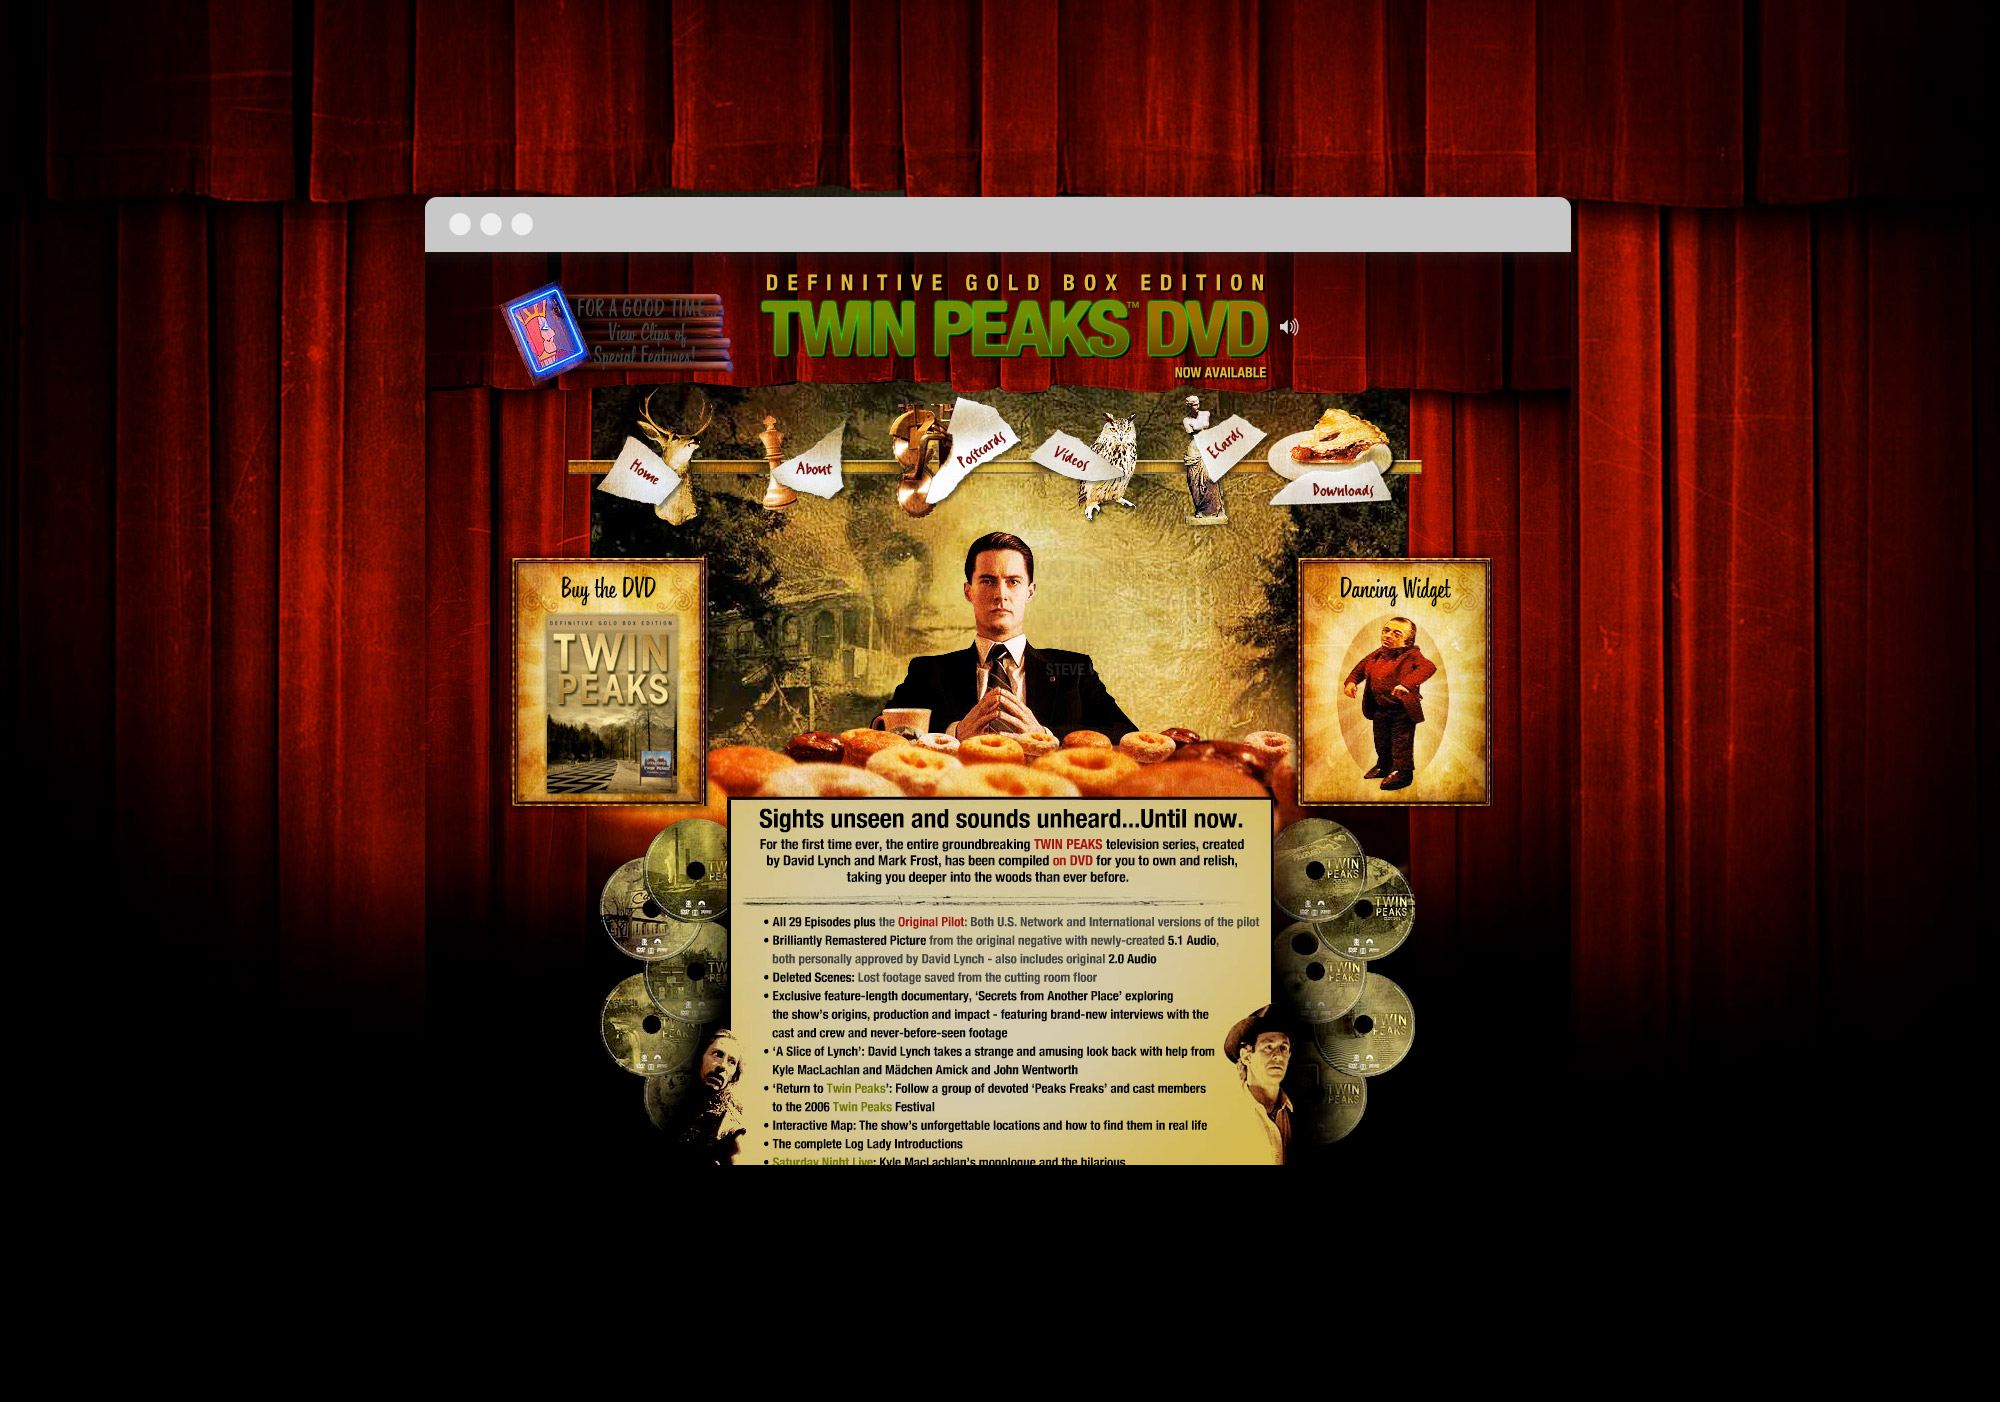 DEFINITIVE GOLD BOX EDITION
TWIN PEAKS™ DVD
NOW AVAILABLE
FOR A GOOD TIME...
View Clips of
Special Features!
Home
About
Postcards
Videos
ECards
Downloads
Buy the DVD
DEFINITIVE GOLD BOX EDITION
TWIN
PEAKS
Dancing Widget
STEVE
Sights unseen and sounds unheard...Until now.
For the first time ever, the entire groundbreaking TWIN PEAKS television series, created
by David Lynch and Mark Frost, has been compiled on DVD for you to own and relish,
taking you deeper into the woods than ever before.
• All 29 Episodes plus the Original Pilot: Both U.S. Network and International versions of the pilot
• Brilliantly Remastered Picture from the original negative with newly-created 5.1 Audio,
both personally approved by David Lynch - also includes original 2.0 Audio
• Deleted Scenes: Lost footage saved from the cutting room floor
• Exclusive feature-length documentary, ‘Secrets from Another Place’ exploring
the show’s origins, production and impact - featuring brand-new interviews with the
cast and crew and never-before-seen footage
• ‘A Slice of Lynch’: David Lynch takes a strange and amusing look back with help from
Kyle MacLachlan and Mädchen Amick and John Wentworth
• ‘Return to Twin Peaks’: Follow a group of devoted ‘Peaks Freaks’ and cast members
to the 2006 Twin Peaks Festival
• Interactive Map: The show’s unforgettable locations and how to find them in real life
• The complete Log Lady Introductions
• Saturday Night Live: Kyle MacLachlan’s monologue and the hilarious
TWIN
PEAKS
TWIN
PEAKS
TWIN
PEAKS
TWIN
PEAKS
TWIN
PEAKS